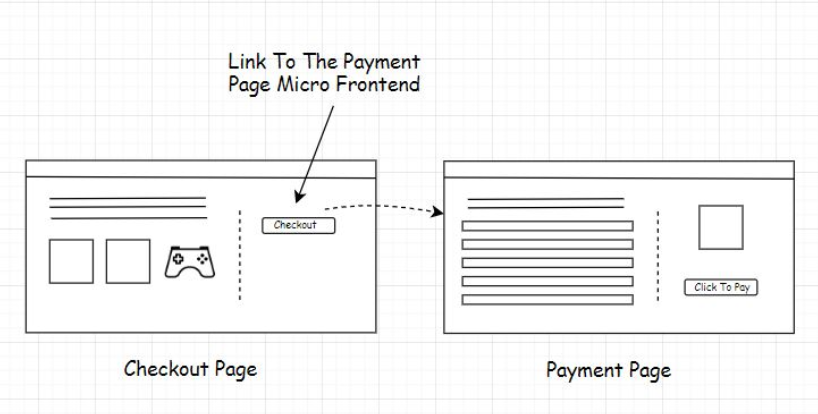 Link To The Payment
Page Micro Frontend
Checkout
Click To Pay
Checkout Page
Payment Page